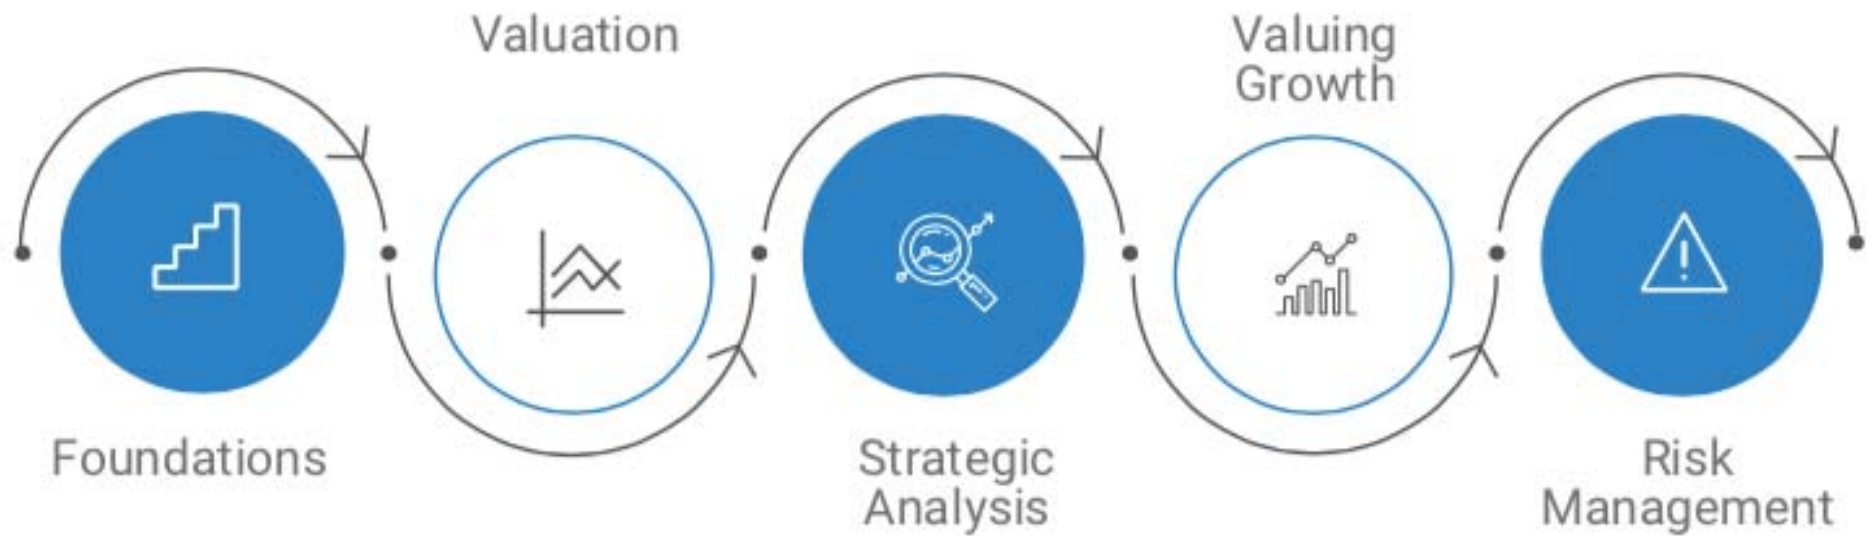 Valuation
Valuing
Growth
Foundations
Strategic
Analysis
Risk
Management